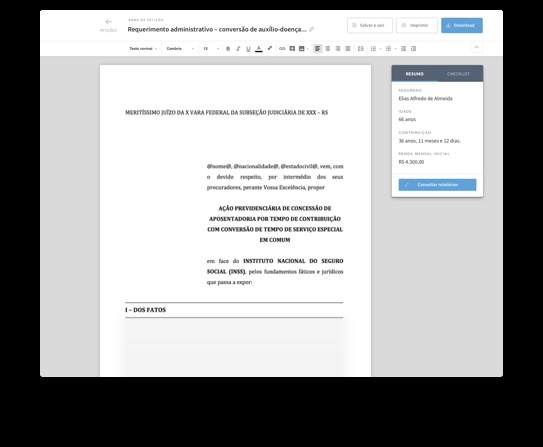 NOME DA PETIÇÃO
Requerimento administrativo – conversão de auxílio-doença...
PETIÇÕES
Salvar e sair
Imprimir
Download
Texto normal
Cambria
12
B I U A
MERITÍSSIMO JUÍZO DA X VARA FEDERAL DA SUBSEÇÃO JUDICIÁRIA DE XXX – RS
@nome@, @nacionalidade@, @estadocivil@, vem, com
o devido respeito, por intermédio dos seus
procuradores, perante Vossa Excelência, propor
AÇÃO PREVIDENCIÁRIA DE CONCESSÃO DE
APOSENTADORIA POR TEMPO DE CONTRIBUIÇÃO
COM CONVERSÃO DE TEMPO DE SERVIÇO ESPECIAL
EM COMUM
em face do INSTITUTO NACIONAL DO SEGURO
SOCIAL (INSS), pelos fundamentos fáticos e jurídicos
que passa a expor:
I – DOS FATOS
RESUMO
CHECKLIST
SEGURADO
Elias Alfredo de Almeida
IDADE
66 anos
CONTRIBUIÇÃO
36 anos, 11 meses e 12 dias.
RENDA MENSAL INICIAL
R$ 4.300,00
Consultar relatórios